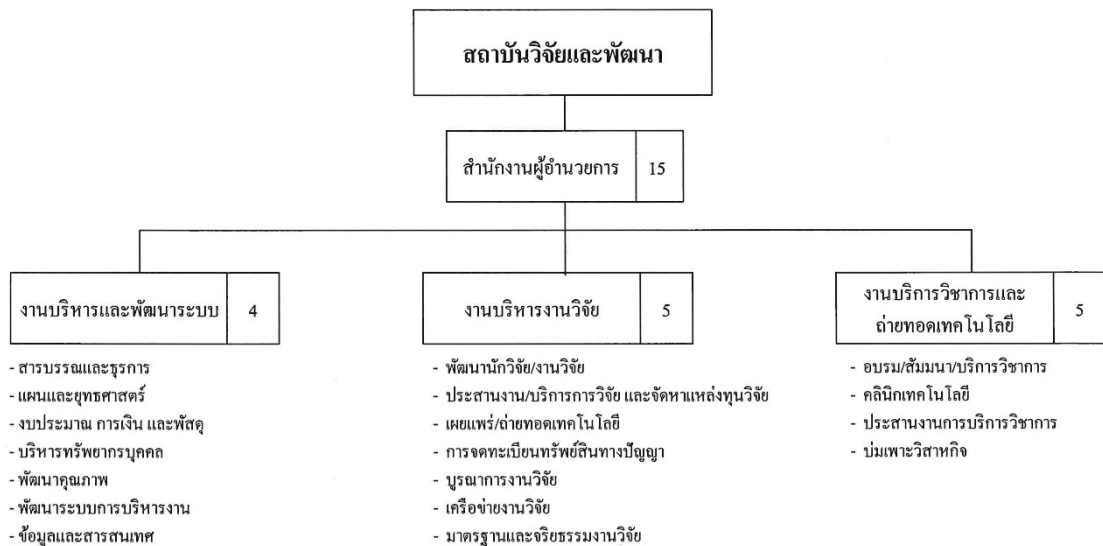 สถาบันวิจัยและพัฒนา
สำนักงานผู้อำนวยการ 15
งานบริหารและพัฒนาระบบ 4
- สารบรรณและธุรการ
- แผนและยุทธศาสตร์
- งบประมาณ การเงิน และพัสดุ
- บริหารทรัพยากรบุคคล
- พัฒนาคุณภาพ
- พัฒนาระบบการบริหารงาน
- ข้อมูลและสารสนเทศ
งานบริหารงานวิจัย 5
- พัฒนานักวิจัย/งานวิจัย
- ประสานงาน/บริการการวิจัย และจัดหาแหล่งทุนวิจัย
- เผยแพร่/ถ่ายทอดเทคโนโลยี
- การจดทะเบียนทรัพย์สินทางปัญญา
- บูรณาการงานวิจัย
- เครือข่ายงานวิจัย
- มาตรฐานและจริยธรรมงานวิจัย
งานบริการวิชาการและ
ถ่ายทอดเทคโนโลยี 5
- อบรม/สัมมนา/บริการวิชาการ
- คลินิกเทคโนโลยี
- ประสานงานการบริการวิชาการ
- บ่มเพาะวิสาหกิจ